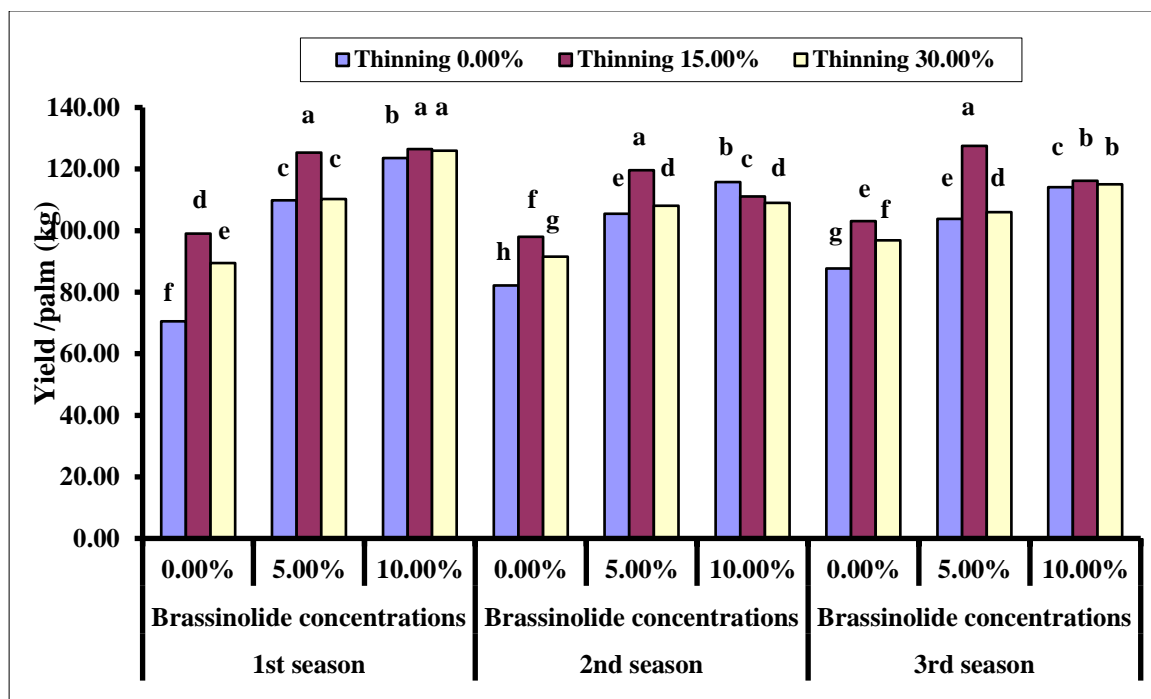 Thinning 0.00% Thinning 15.00% Thinning 30.00%
Yield /palm (kg)
140.00
120.00
100.00
80.00
60.00
40.00
20.00
0.00
f d e c a c b a a h f g e a d b c d g e f e a d c b b
0.00% 5.00% 10.00% 0.00% 5.00% 10.00% 0.00% 5.00% 10.00%
Brassinolide concentrations Brassinolide concentrations Brassinolide concentrations
1st season 2nd season 3rd season